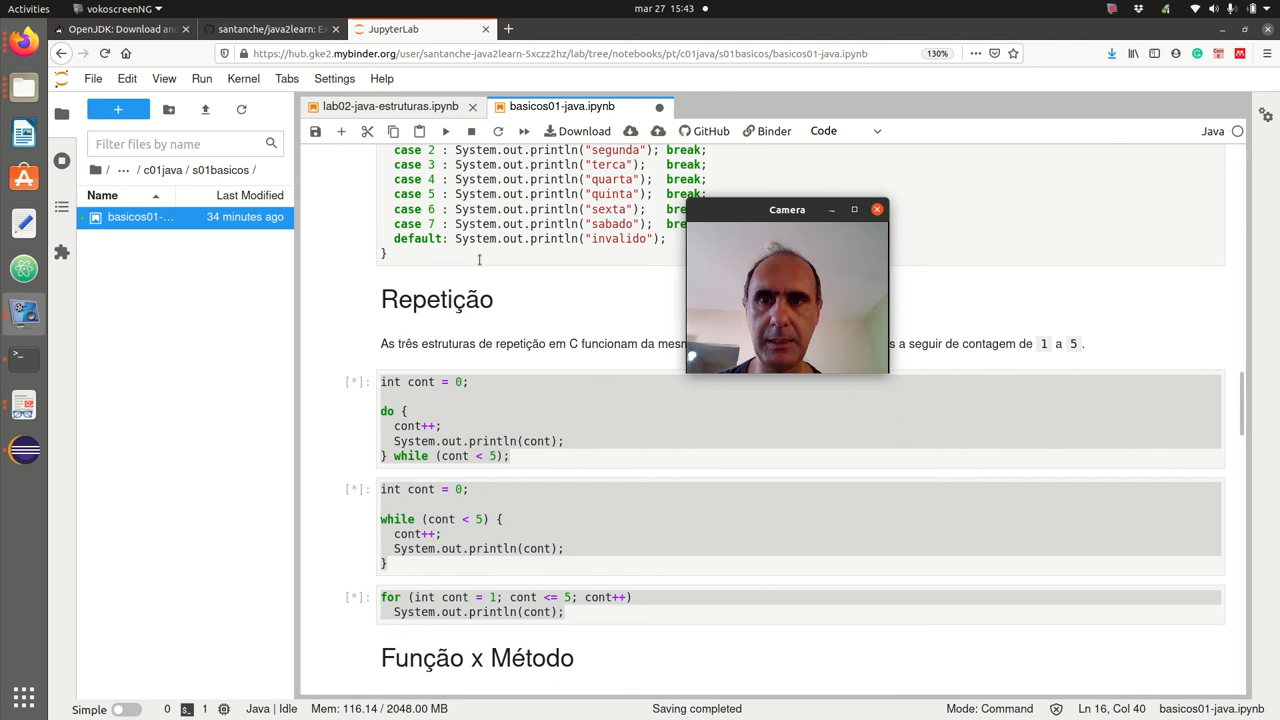 Activities
vokoscreenNG
mar 27 15:43
OpenJDK: Download and
santanche/java2learn: E
JupyterLab
https://hub.gke2.mybinder.org/user/santanche-java2learn-5xczz2hz/lab/tree/notebooks/pt/c01java/s01basicos/basicos01-java.ipynb
130%
File Edit View Run Kernel Tabs Settings Help
lab02-java-estruturas.ipynb
basicos01-java.ipynb
Filter files by name
Download
GitHub
Binder
Code
Java
/ ... / c01java / s01basicos /
Name
Last Modified
basicos01-...
34 minutes ago
case 2 : System.out.println("segunda"); break;
case 3 : System.out.println("terca"); break;
case 4 : System.out.println("quarta"); break;
case 5 : System.out.println("quinta"); break;
case 6 : System.out.println("sexta"); bre
case 7 : System.out.println("sabado"); bre
default: System.out.println("invalido");
}
Camera
Repetição
As três estruturas de repetição em C funcionam da mesm
s a seguir de contagem de 1 a 5.
[*]:
int cont = 0;
do {
cont++;
System.out.println(cont);
} while (cont < 5);
[*]:
int cont = 0;
while (cont < 5) {
cont++;
System.out.println(cont);
}
[*]:
for (int cont = 1; cont <= 5; cont++)
System.out.println(cont);
Função x Método
Simple
0
1
Java | Idle
Mem: 116.14 / 2048.00 MB
Saving completed
Mode: Command
Ln 16, Col 40
basicos01-java.ipynb